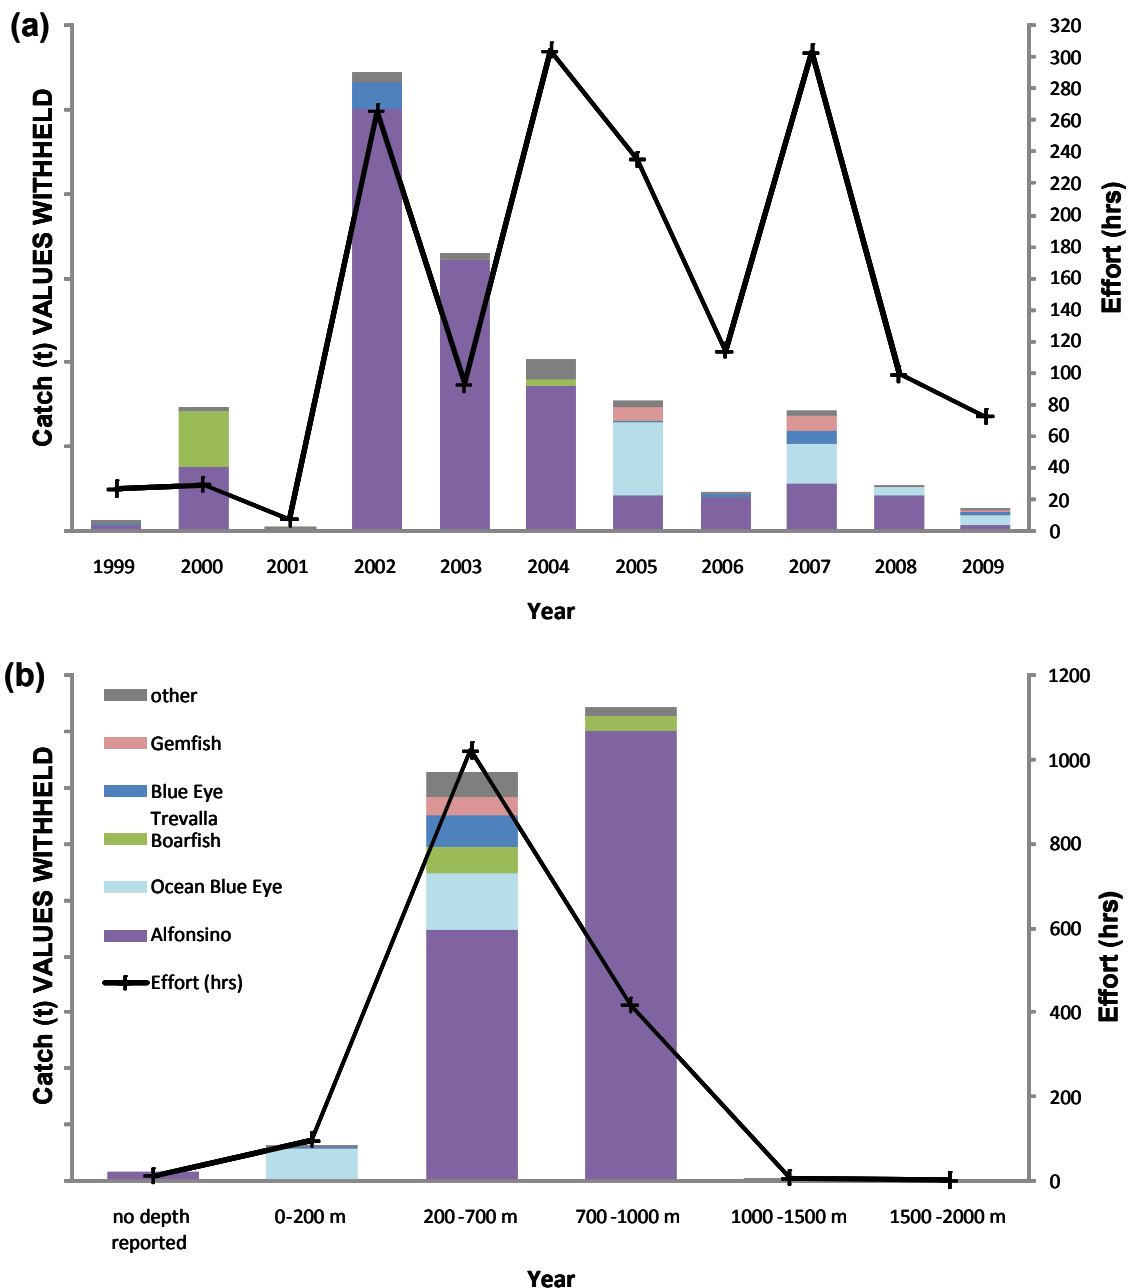 (a)
Catch (t) VALUES WITHHELD
320
300
280
260
240
220
200
180
160
140
120
100
80
60
40
20
0
Effort (hrs)
1999 2000 2001 2002 2003 2004 2005 2006 2007 2008 2009
Year
(b)
Catch (t) VALUES WITHHELD
other
Gemfish
Blue Eye
Trevalla
Boarfish
Ocean Blue Eye
Alfonsino
Effort (hrs)
1200
1000
800
600
400
200
0
Effort (hrs)
no depth
reported
0-200 m
200 -700 m
700 -1000 m
1000 -1500 m
1500 -2000 m
Year